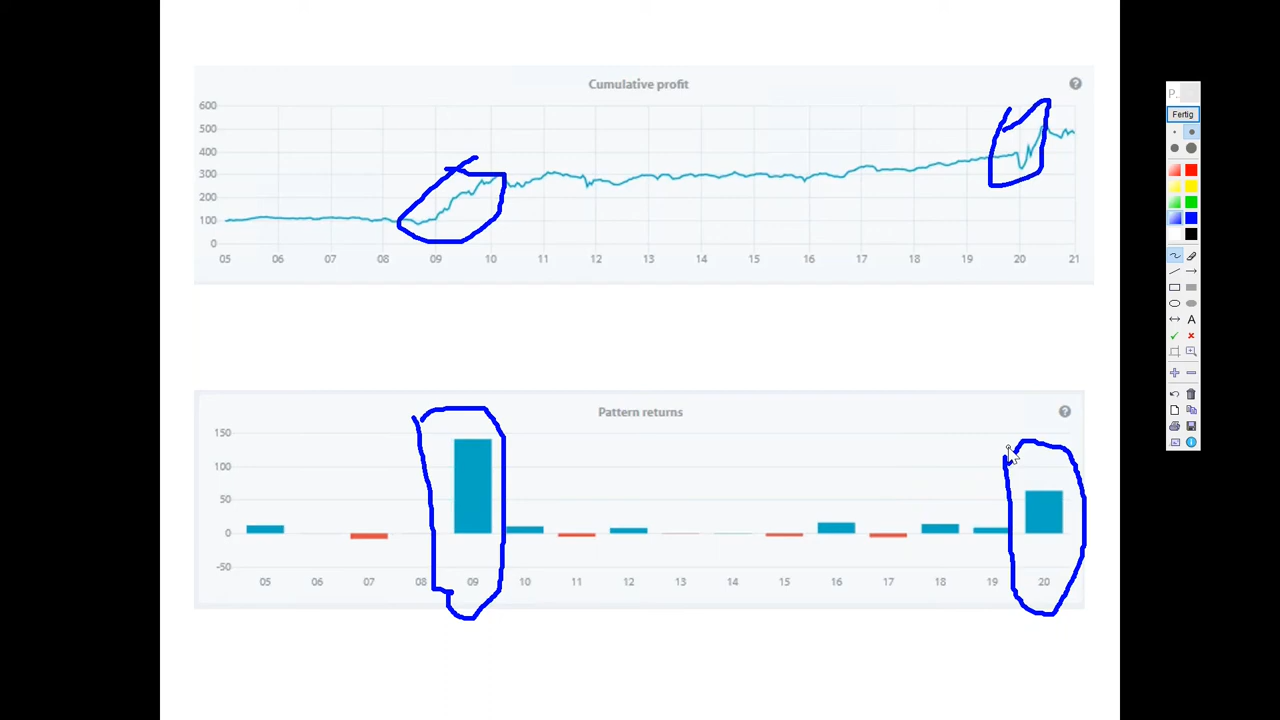 Cumulative profit
?
600
500
400
300
200
100
0
05 06 07 08 09 10 11 12 13 14 15 16 17 18 19 20 21
Pattern returns
?
150
100
50
0
-50
05 06 07 08 09 10 11 12 13 14 15 16 17 18 19 20
P..
Fertig
A